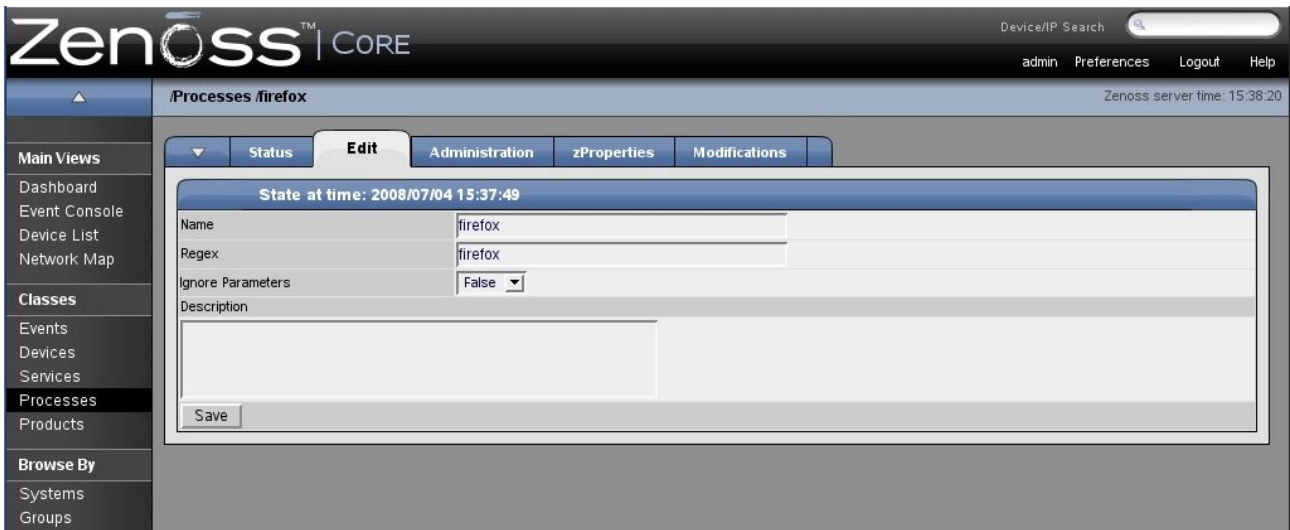 Zenoss™ | CORE
Device/IP Search
admin Preferences Logout Help
/Processes /firefox
Zenoss server time: 15:38:20
Main Views
Dashboard
Event Console
Device List
Network Map
Classes
Events
Devices
Services
Processes
Products
Browse By
Systems
Groups
Status Edit Administration zProperties Modifications
State at time: 2008/07/04 15:37:49
Name firefox
Regex firefox
Ignore Parameters False
Description
Save